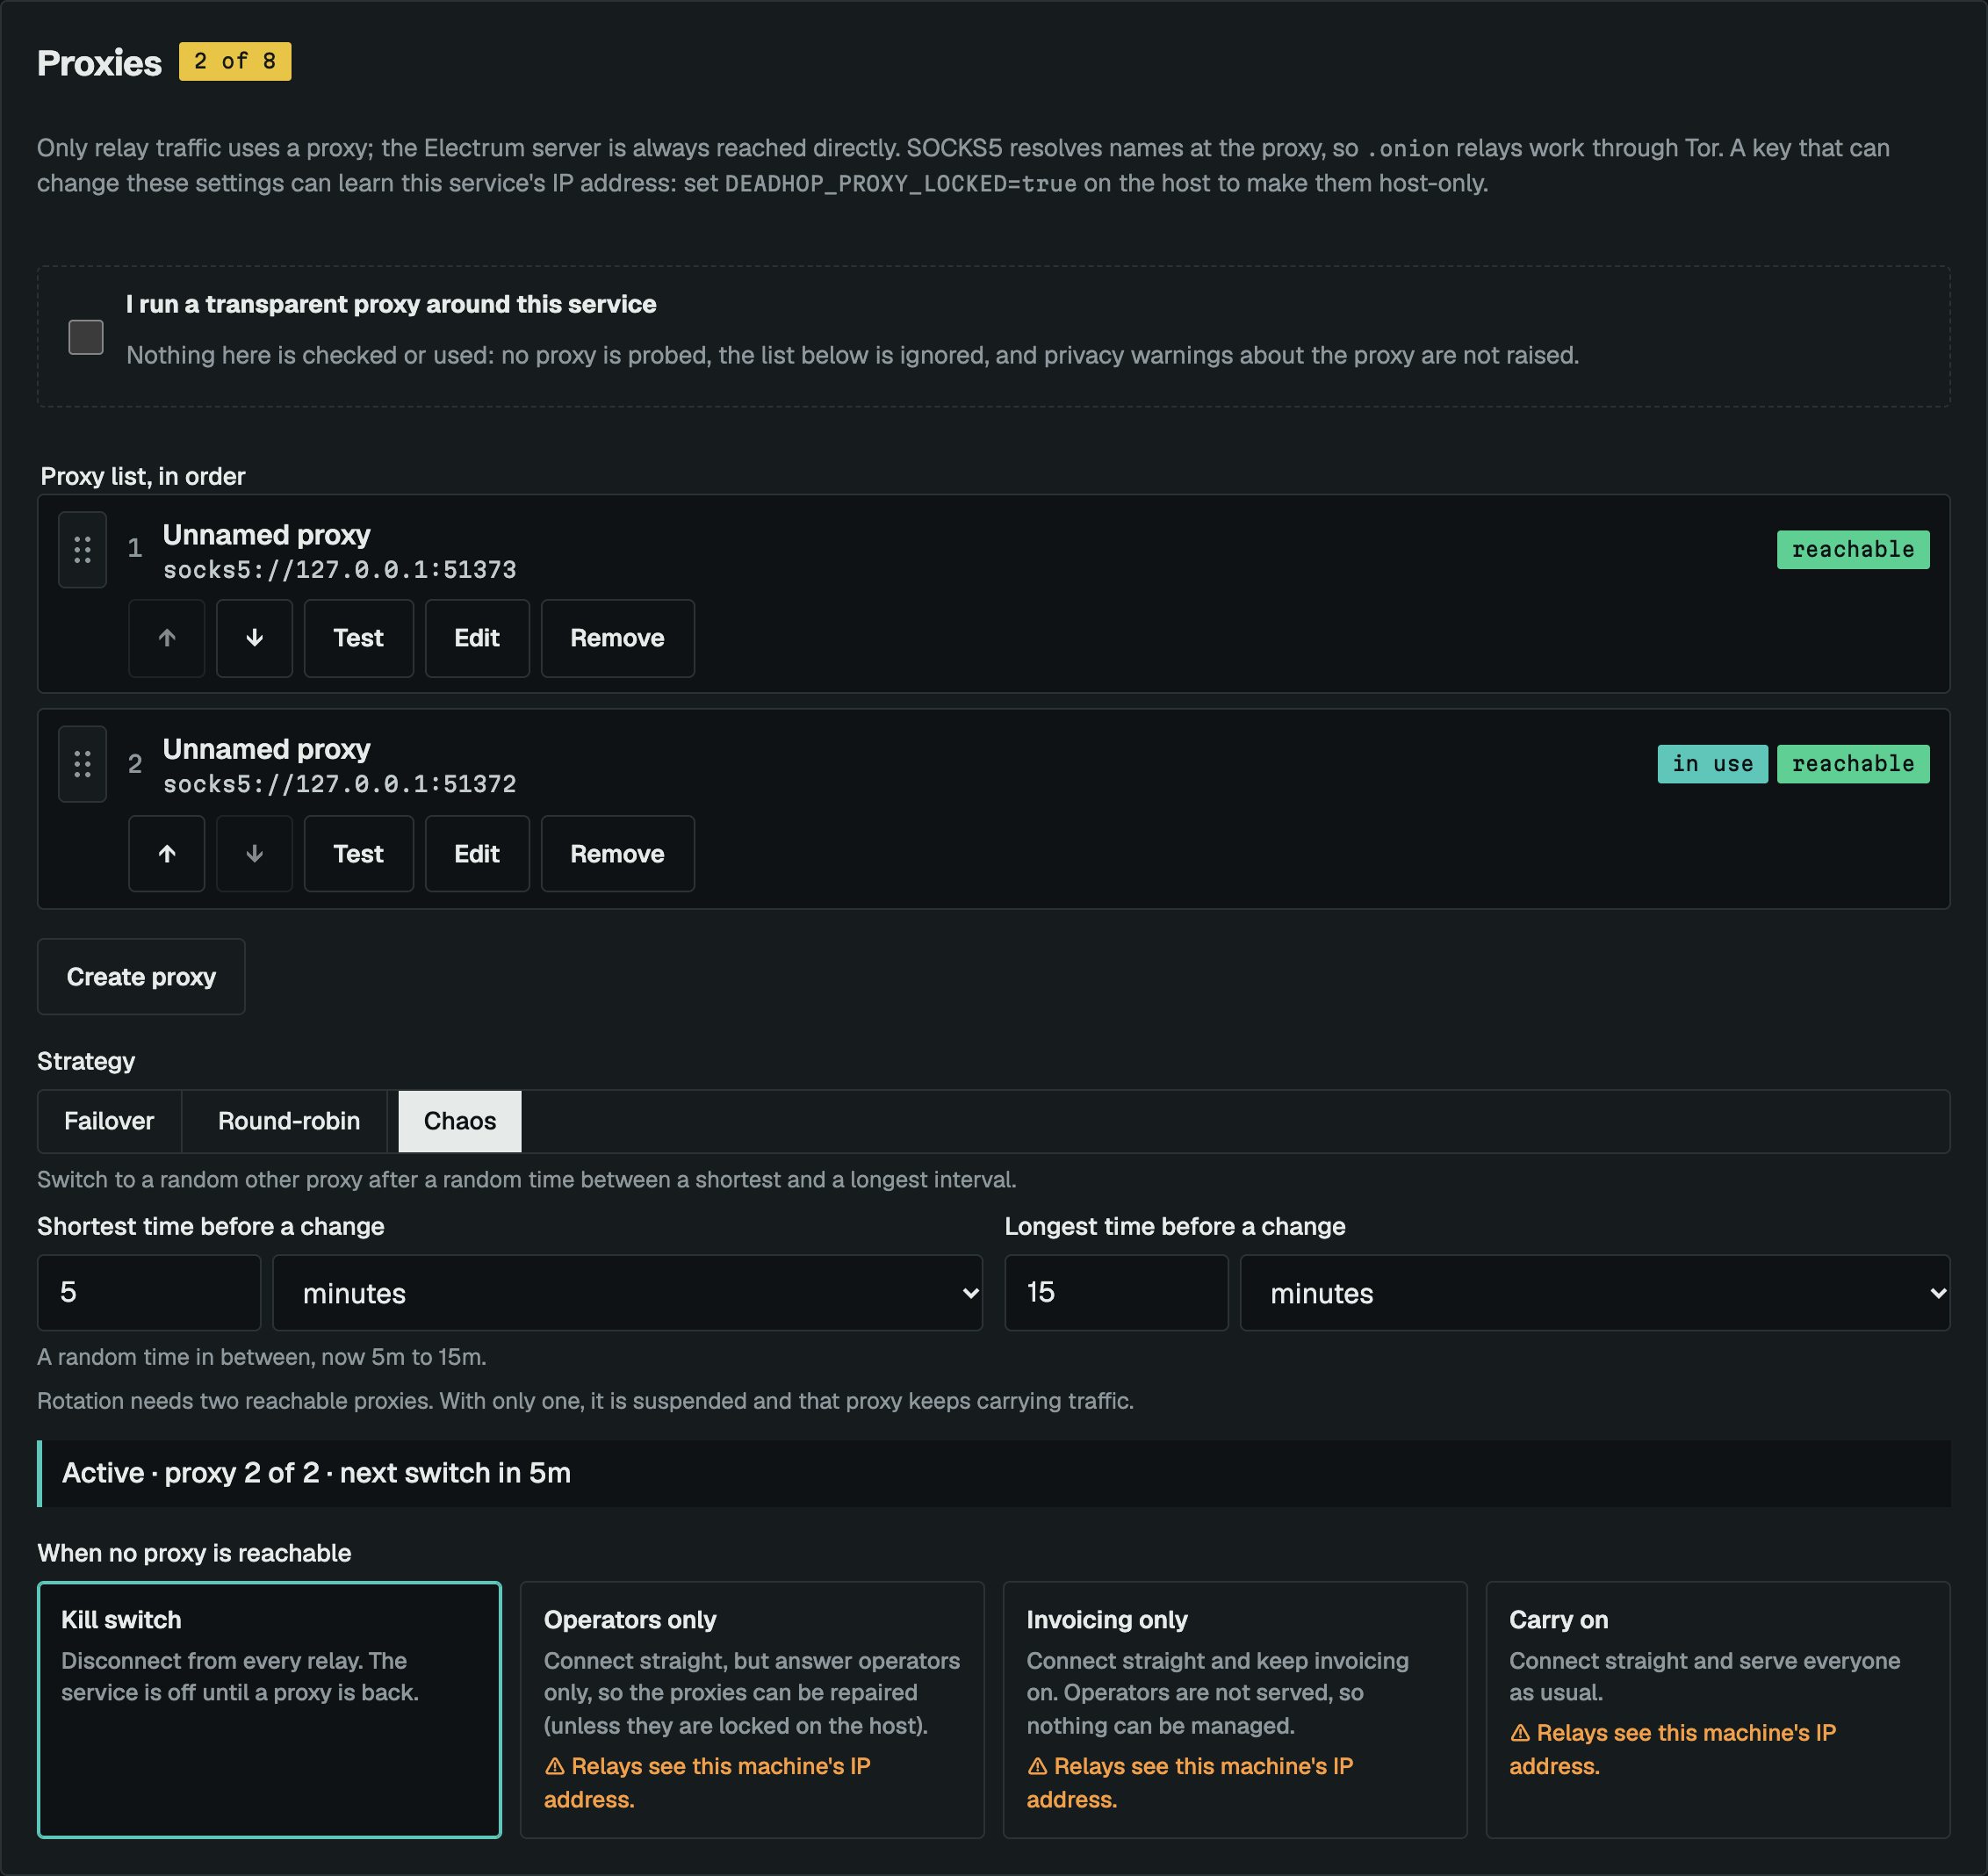 Proxies
2 of 8
Only relay traffic uses a proxy; the Electrum server is always reached directly. SOCKS5 resolves names at the proxy, so .onion relays work through Tor. A key that can
change these settings can learn this service's IP address: set DEADHOP_PROXY_LOCKED=true on the host to make them host-only.
I run a transparent proxy around this service
Nothing here is checked or used: no proxy is probed, the list below is ignored, and privacy warnings about the proxy are not raised.
Proxy list, in order
1
Unnamed proxy
socks5://127.0.0.1:51373
reachable
↑ ↓ Test Edit Remove
2
Unnamed proxy
socks5://127.0.0.1:51372
in use reachable
↑ ↓ Test Edit Remove
Create proxy
Strategy
Failover Round-robin Chaos
Switch to a random other proxy after a random time between a shortest and a longest interval.
Shortest time before a change
5 minutes
Longest time before a change
15 minutes
A random time in between, now 5m to 15m.
Rotation needs two reachable proxies. With only one, it is suspended and that proxy keeps carrying traffic.
Active · proxy 2 of 2 · next switch in 5m
When no proxy is reachable
Kill switch
Disconnect from every relay. The
service is off until a proxy is back.
Operators only
Connect straight, but answer operators
only, so the proxies can be repaired
(unless they are locked on the host).
⚠ Relays see this machine's IP
address.
Invoicing only
Connect straight and keep invoicing
on. Operators are not served, so
nothing can be managed.
⚠ Relays see this machine's IP
address.
Carry on
Connect straight and serve everyone
as usual.
⚠ Relays see this machine's IP
address.